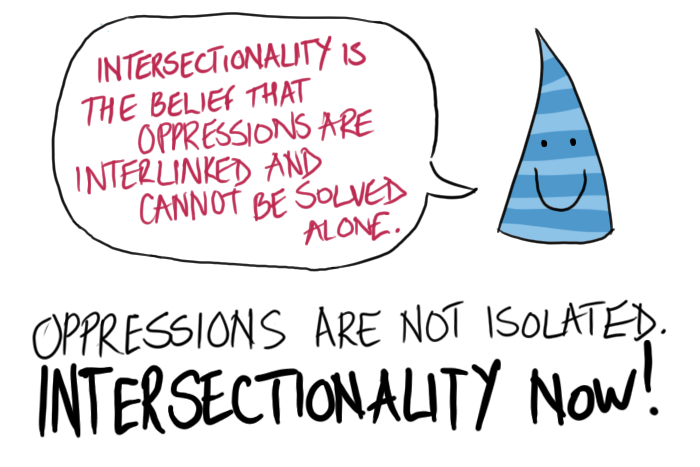 INTERSECTIONALITY IS
THE BELIEF THAT
OPPRESSIONS ARE
INTERLINKED AND
CANNOT BE SOLVED
ALONE.
OPPRESSIONS ARE NOT ISOLATED.
INTERSECTIONALITY NOW!